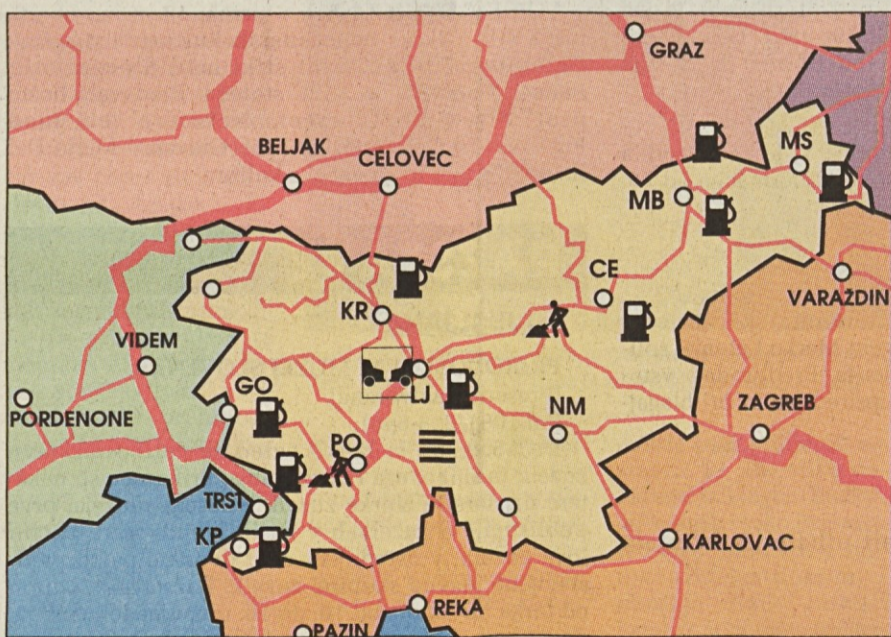 GRAZ
BELJAK
CELOVEC
MS
MB
CE
VARAŽDIN
KR
VIDEM
LJ
GO
PORDENONE
NM
ZAGREB
PO
TRST
KP
KARLOVAC
REKA
PAZIN